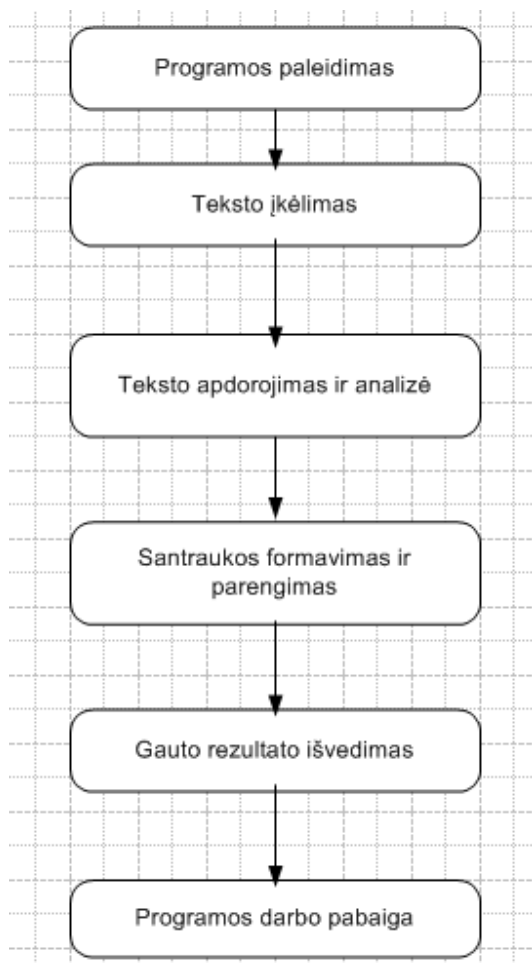 Programos paleidimas
Teksto įkėlimas
Teksto apdorojimas ir analizė
Santraukos formavimas ir
parengimas
Gauto rezultato išvedimas
Programos darbo pabaiga